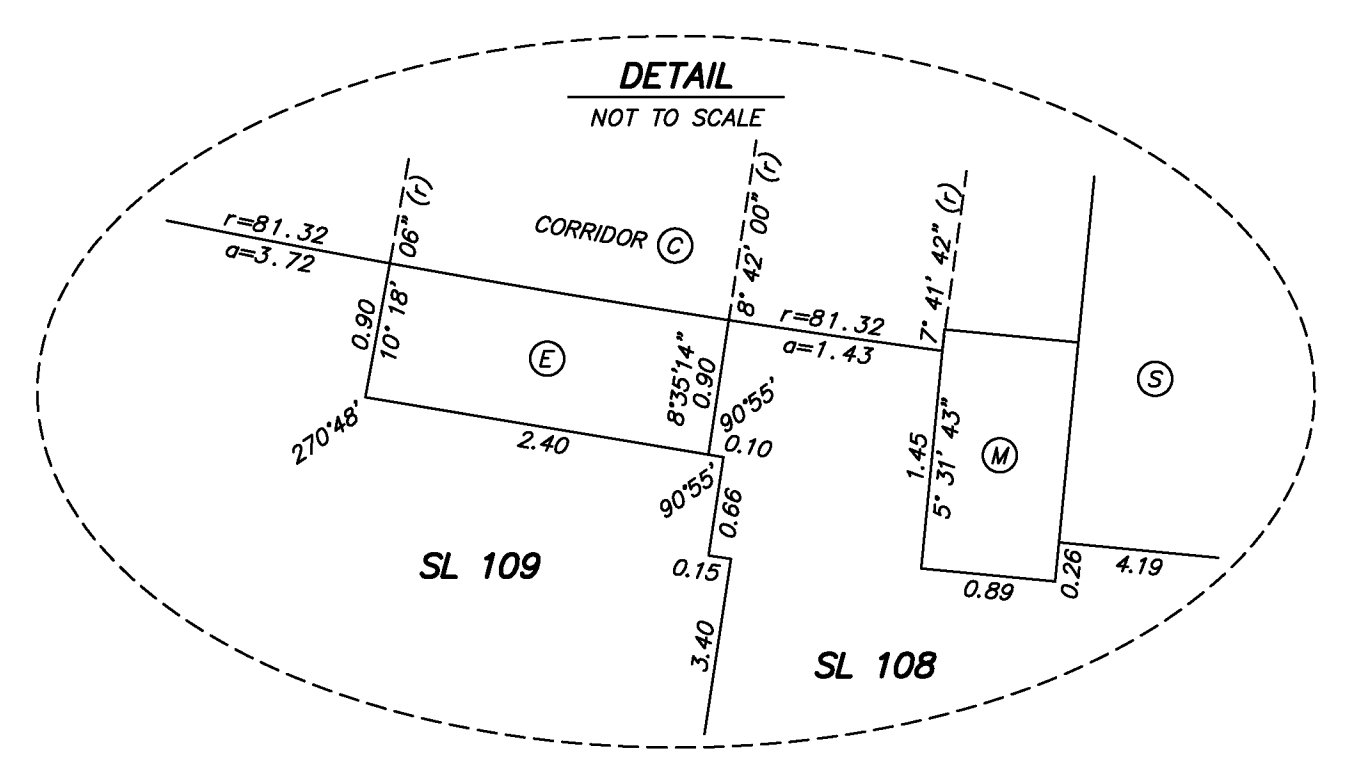 DETAIL
NOT TO SCALE
r=81.32
a=3.72
10° 18' 06" (r)
CORRIDOR C
8° 42' 00" (r)
7° 41' 42" (r)
r=81.32
a=1.43
0.90
E
8°35'14"
0.90
90°55'
0.10
S
270°48'
2.40
90°55'
0.66
1.45
5° 31' 43"
M
SL 109
0.15
0.89
0.26
4.19
3.40
SL 108